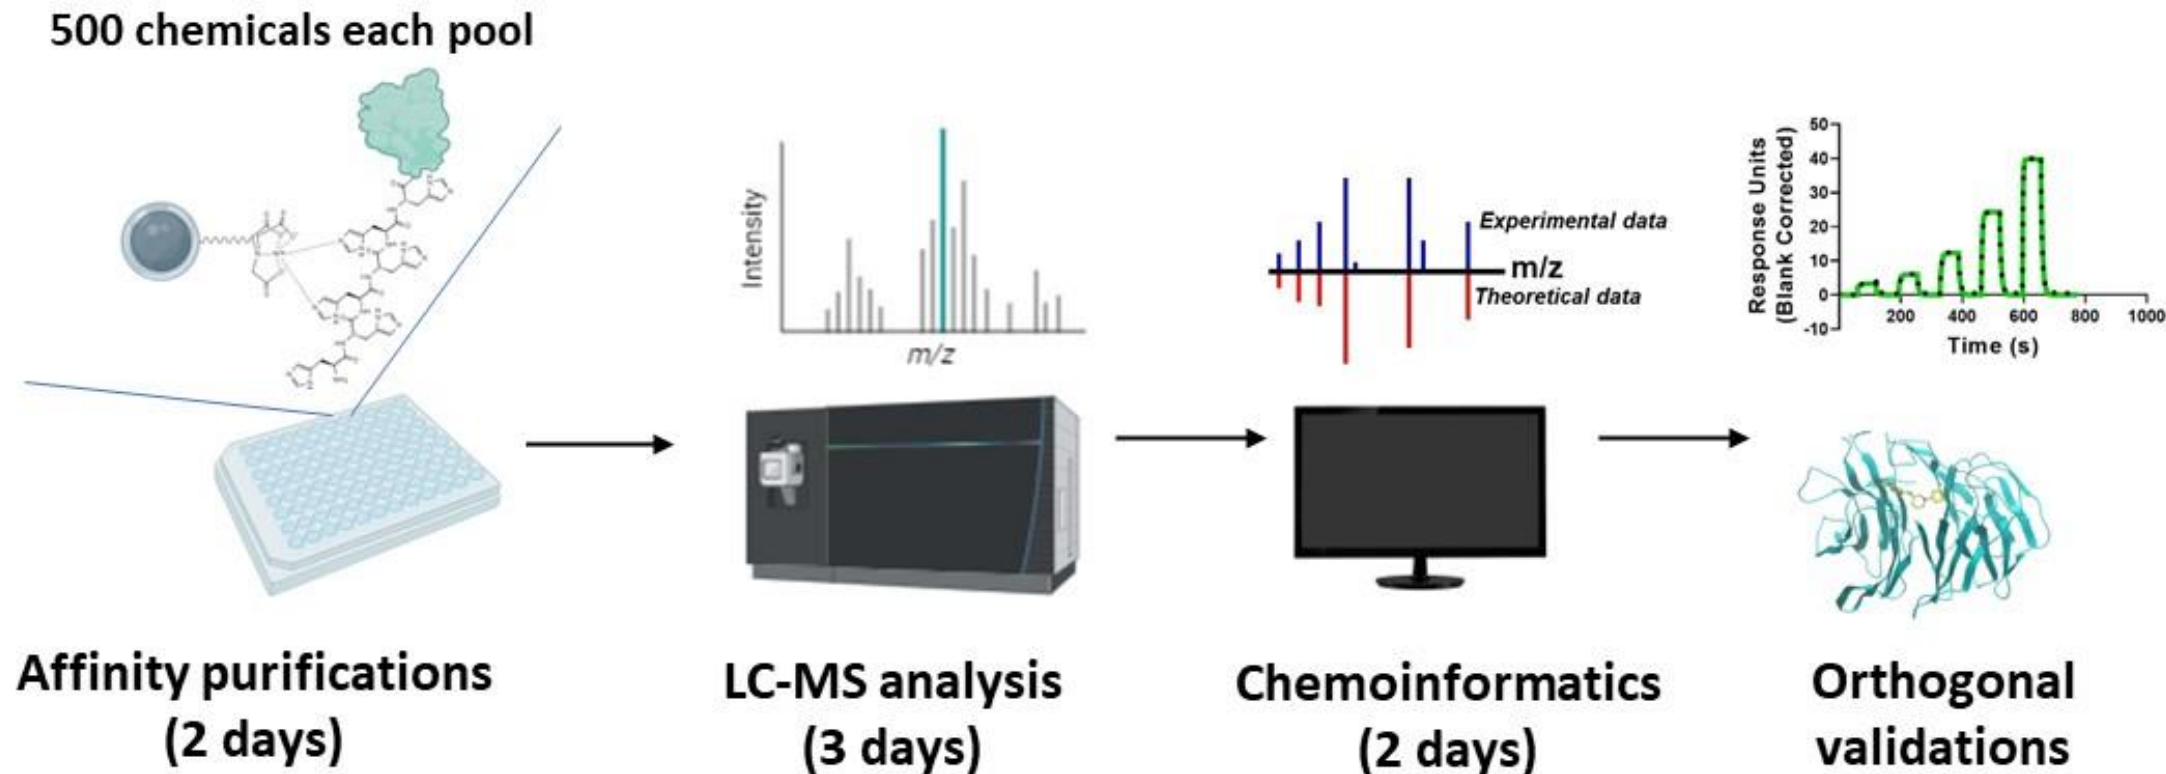 500 chemicals each pool
Intensity
m/z
Experimental data
m/z
Theoretical data
Response Units
(Blank Corrected)
50
40
30
20
10
0
-10
200 400 600 800 1000
Time (s)
Affinity purifications
(2 days)
LC-MS analysis
(3 days)
Chemoinformatics
(2 days)
Orthogonal
validations